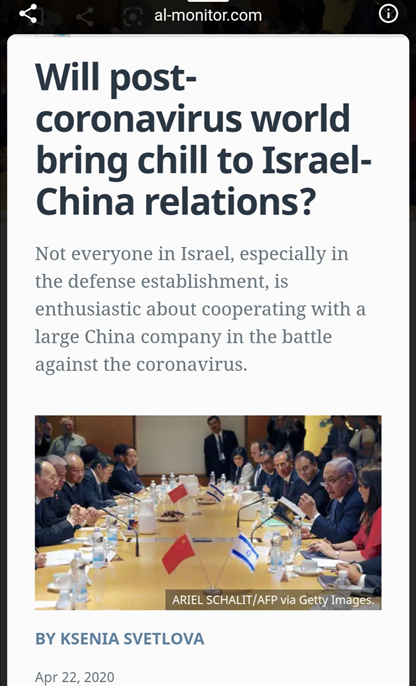 al-monitor.com
Will post-
coronavirus world
bring chill to Israel-
China relations?
Not everyone in Israel, especially in
the defense establishment, is
enthusiastic about cooperating with a
large China company in the battle
against the coronavirus.
ARIEL SCHALIT/AFP via Getty Images.
BY KSENIA SVETLOVA
Apr 22, 2020